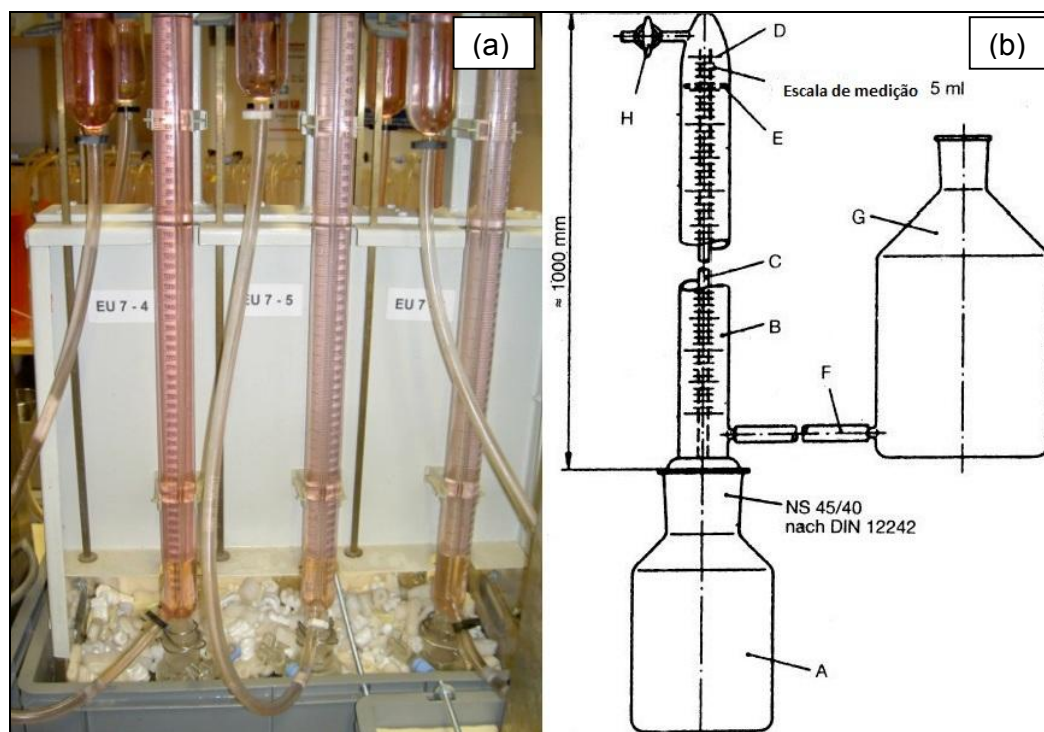 (a)
EU 7 - 4
EU 7 - 5
EU 7
(b)
D
Escala de medição 5 ml
H
E
G
≈ 1000 mm
C
B
F
NS 45/40
nach DIN 12242
A